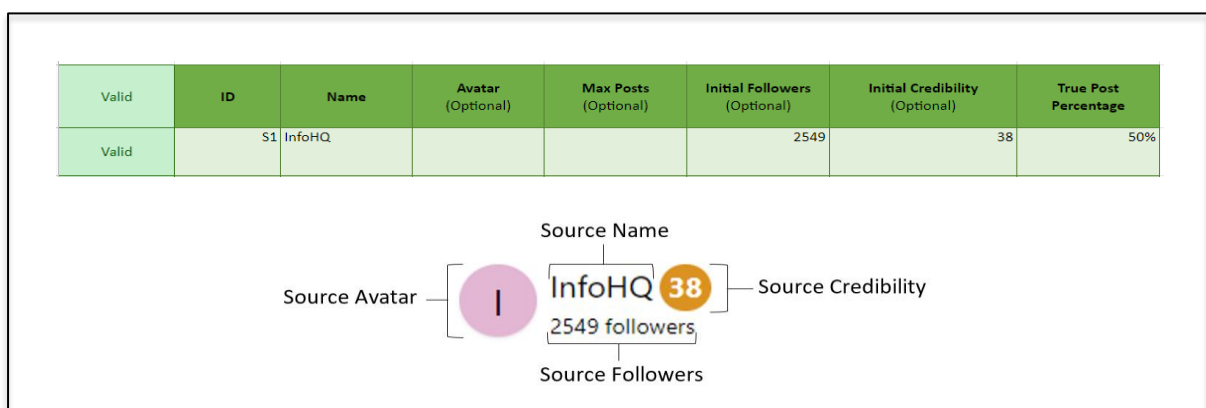 Valid ID Name Avatar (Optional) Max Posts (Optional) Initial Followers (Optional) Initial Credibility (Optional) True Post Percentage
Valid S1 InfoHQ 2549 38 50%
Source Name
Source Avatar I InfoHQ 38 Source Credibility
2549 followers
Source Followers